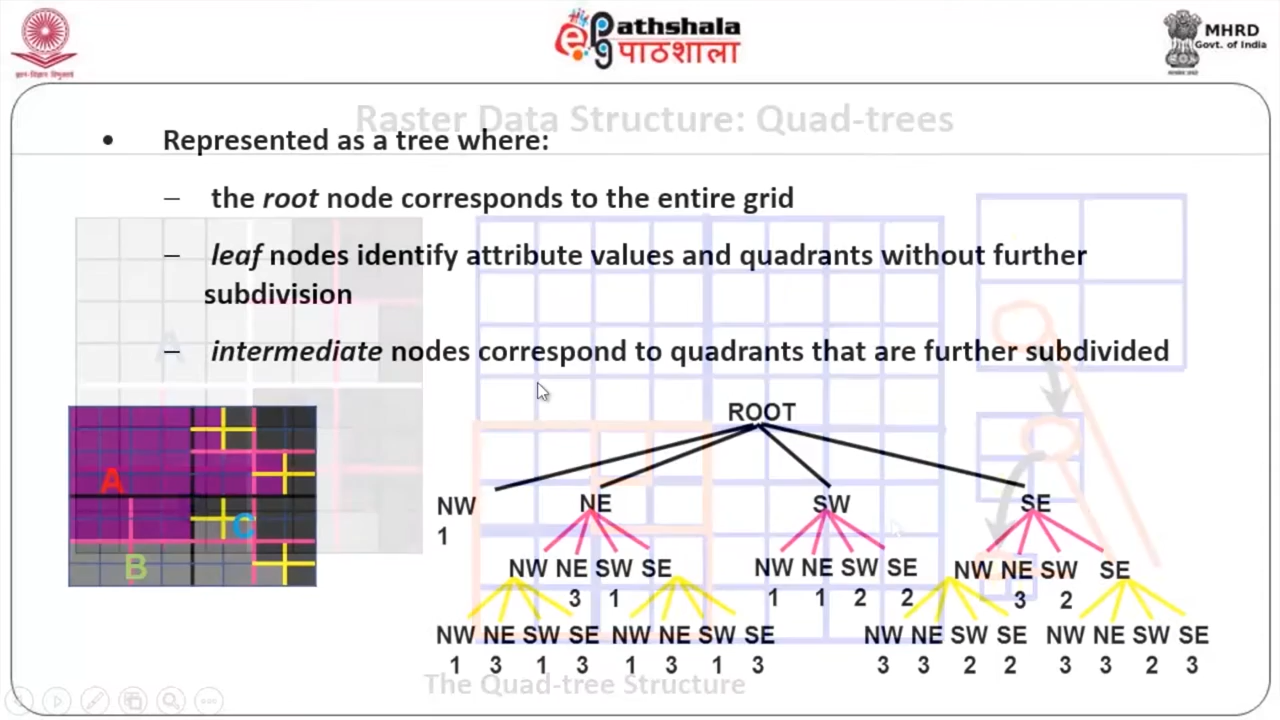 ePGpathshala
पाठशाला
MHRD
Govt. of India
Raster Data Structure: Quad-trees
• Represented as a tree where:
– the root node corresponds to the entire grid
– leaf nodes identify attribute values and quadrants without further
subdivision
– intermediate nodes correspond to quadrants that are further subdivided
A
A
B
C
ROOT
NW NE SW SE
1
NW NE SW SE NW NE SW SE NW NE SW SE
3 1 1 1 2 2 3 2
NW NE SW SE NW NE SW SE NW NE SW SE NW NE SW SE
1 3 1 3 1 3 1 3 3 3 2 2 3 3 2 3
The Quad-tree Structure